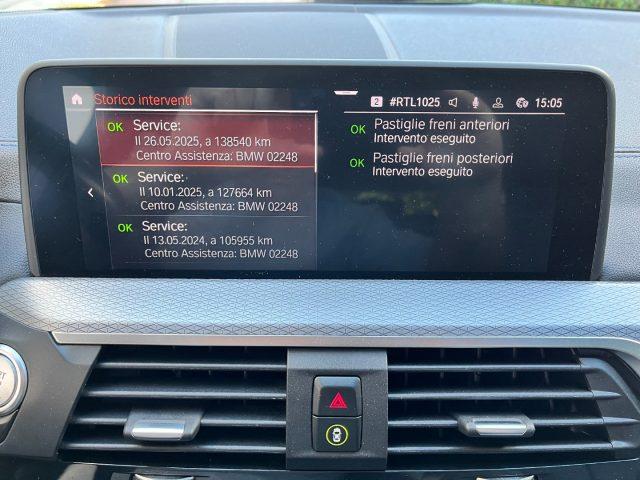 Storico interventi
2 #RTL1025 15:05
OK Service:
Il 26.05.2025, a 138540 km
Centro Assistenza: BMW 02248
OK Service:
Il 10.01.2025, a 127664 km
Centro Assistenza: BMW 02248
OK Service:
Il 13.05.2024, a 105955 km
Centro Assistenza: BMW 02248
OK Pastiglie freni anteriori
Intervento eseguito
OK Pastiglie freni posteriori
Intervento eseguito